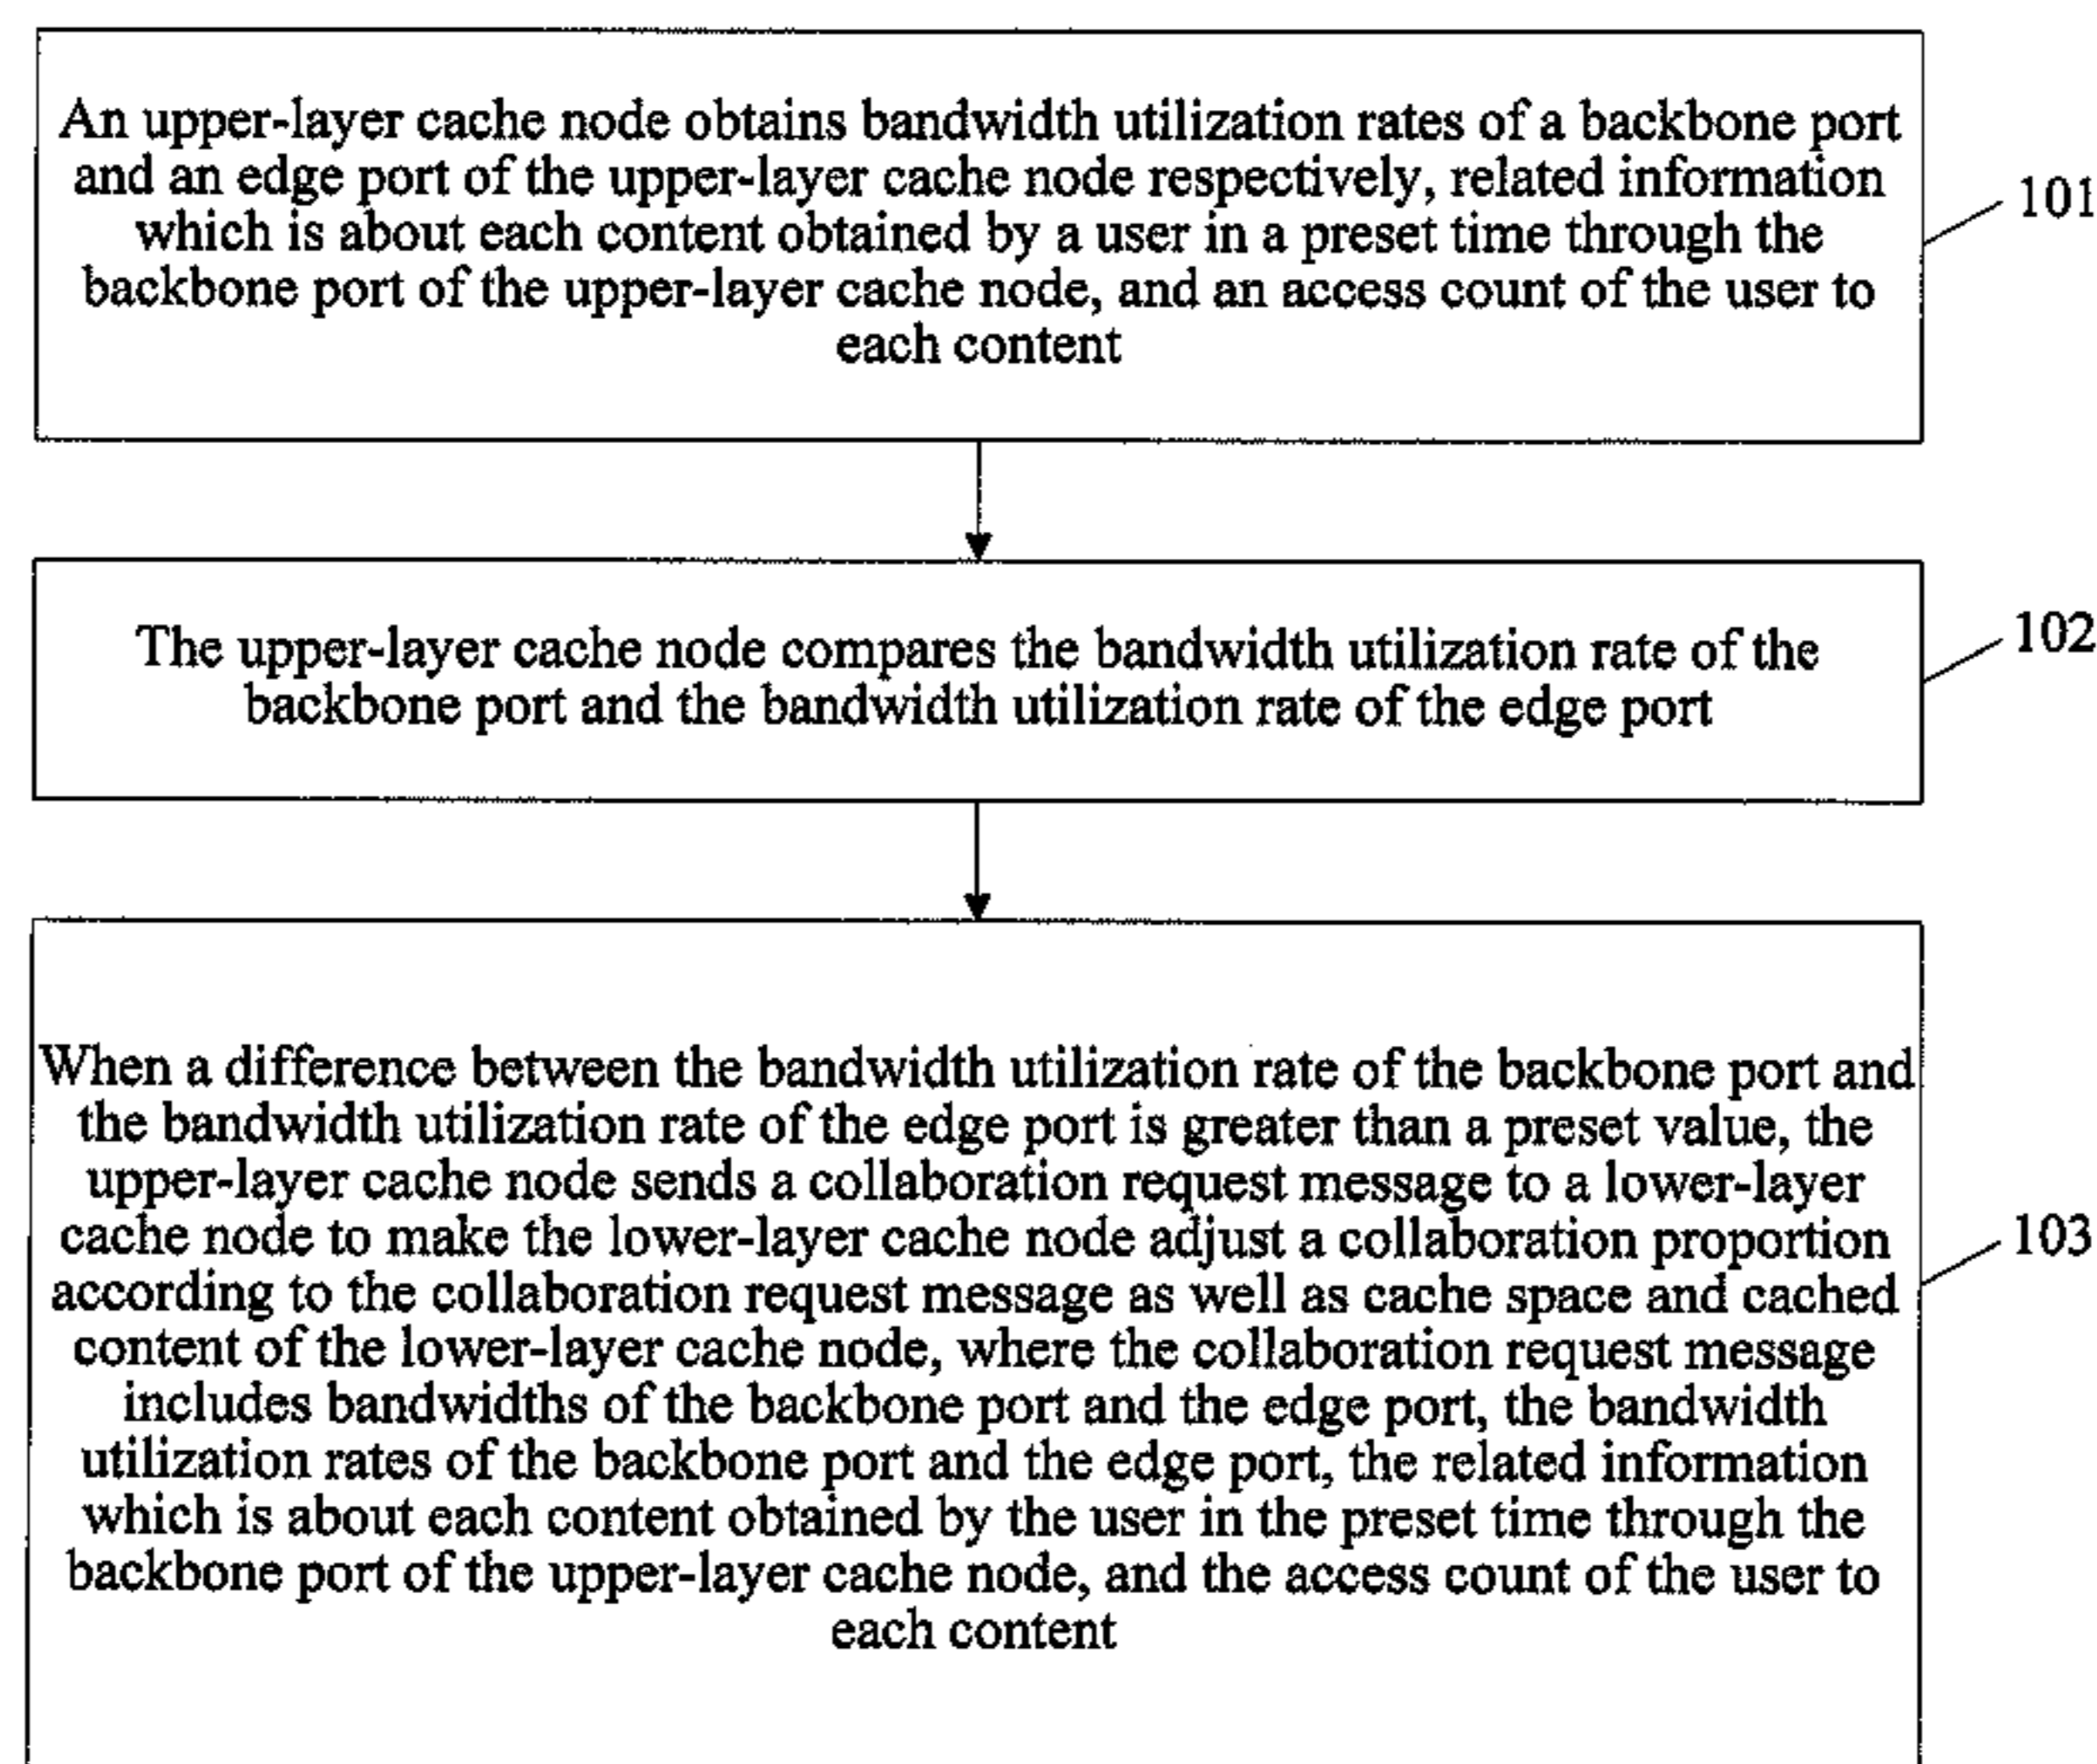 An upper-layer cache node obtains bandwidth utilization rates of a backbone port
and an edge port of the upper-layer cache node respectively, related information
which is about each content obtained by a user in a preset time through the
backbone port of the upper-layer cache node, and an access count of the user to
each content
101
The upper-layer cache node compares the bandwidth utilization rate of the
backbone port and the bandwidth utilization rate of the edge port
102
When a difference between the bandwidth utilization rate of the backbone port and
the bandwidth utilization rate of the edge port is greater than a preset value, the
upper-layer cache node sends a collaboration request message to a lower-layer
cache node to make the lower-layer cache node adjust a collaboration proportion
according to the collaboration request message as well as cache space and cached
content of the lower-layer cache node, where the collaboration request message
includes bandwidths of the backbone port and the edge port, the bandwidth
utilization rates of the backbone port and the edge port, the related information
which is about each content obtained by the user in the preset time through the
backbone port of the upper-layer cache node, and the access count of the user to
each content
103